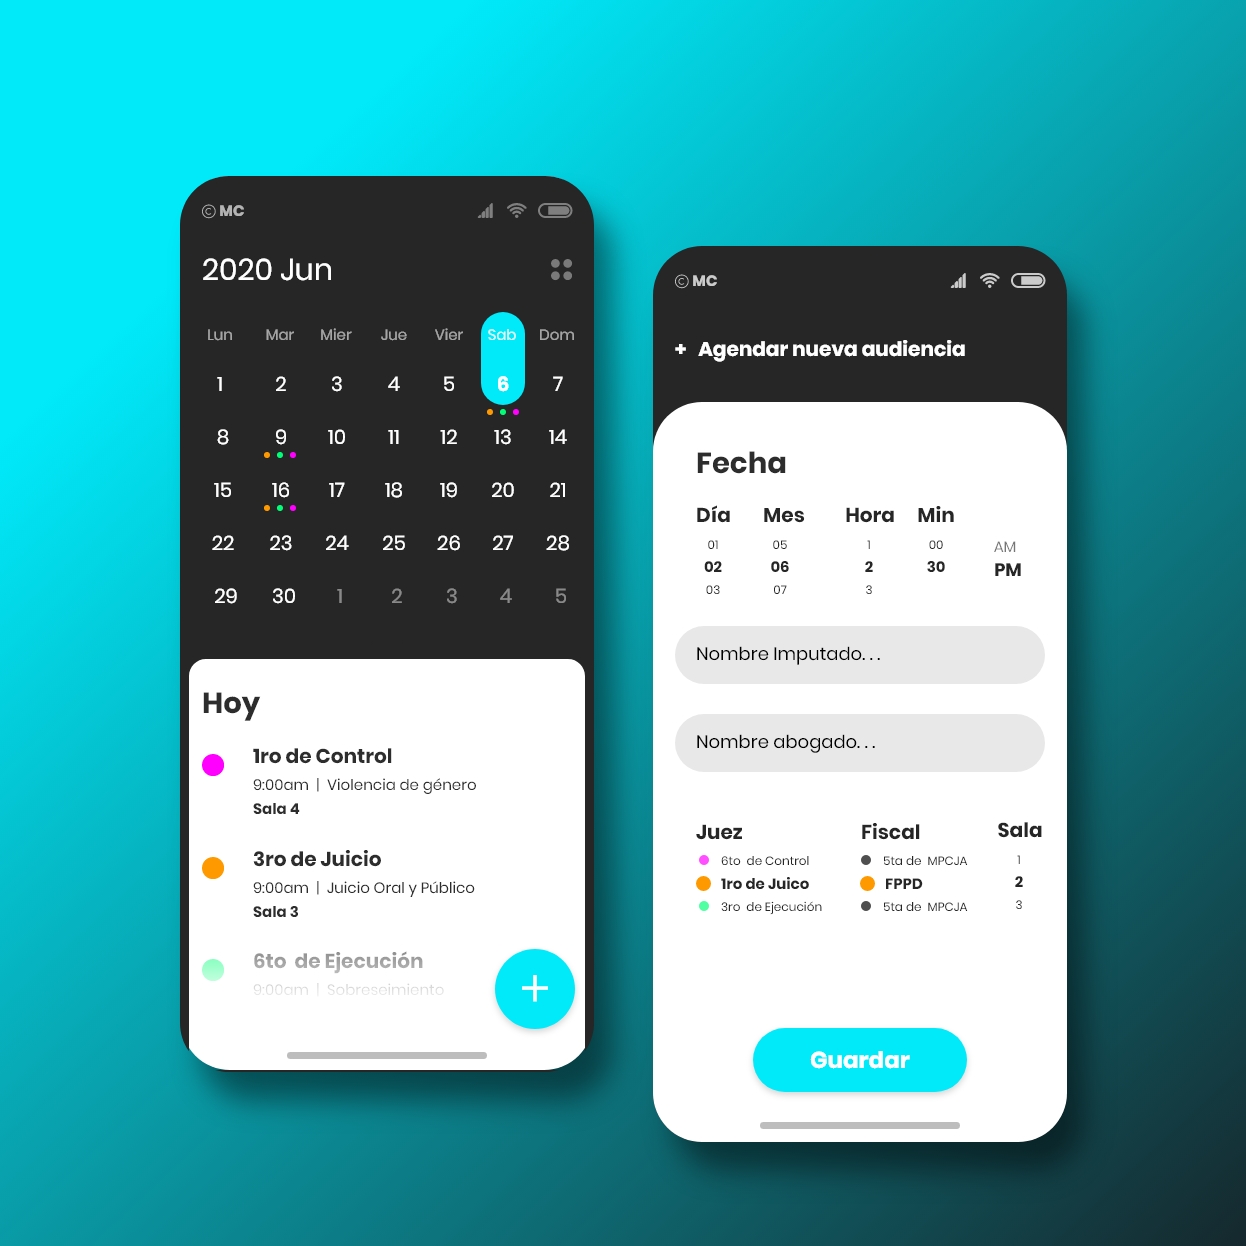 © MC
2020 Jun
Lun Mar Mier Jue Vier Sab Dom
1 2 3 4 5 6 7
8 9 10 11 12 13 14
15 16 17 18 19 20 21
22 23 24 25 26 27 28
29 30 1 2 3 4 5
Hoy
1ro de Control
9:00am | Violencia de género
Sala 4
3ro de Juicio
9:00am | Juicio Oral y Público
Sala 3
6to de Ejecución
9:00am | Sobreseimiento
+
© MC
+ Agendar nueva audiencia
Fecha
Día Mes Hora Min
01 05 1 00 AM
02 06 2 30 PM
03 07 3
Nombre Imputado. . .
Nombre abogado. . .
Juez Fiscal Sala
6to de Control 5ta de MPCJA 1
1ro de Juico FPPD 2
3ro de Ejecución 5ta de MPCJA 3
Guardar